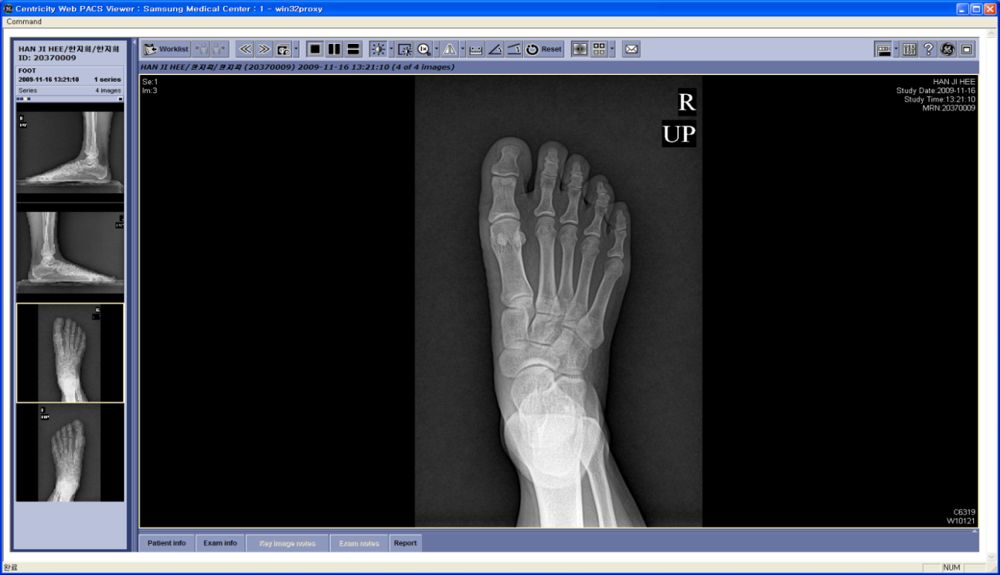 Centricity Web PACS Viewer : Samsung Medical Center : 1 - win32proxy
Command
HAN JI HEE/한지희/한지희
ID: 20370009
FOOT
2009-11-16 13:21:10 1 series
Series 4 images
Worklist
1x
Reset
HAN JI HEE/한지희/한지희 (20370009) 2009-11-16 13:21:10 (4 of 4 images)
Se:1
Im:3
HAN JI HEE
Study Date:2009-11-16
Study Time:13:21:10
MRN:20370009
R
UP
C6319
W10121
Patient info Exam info Key image notes Exam notes Report
완료 NUM